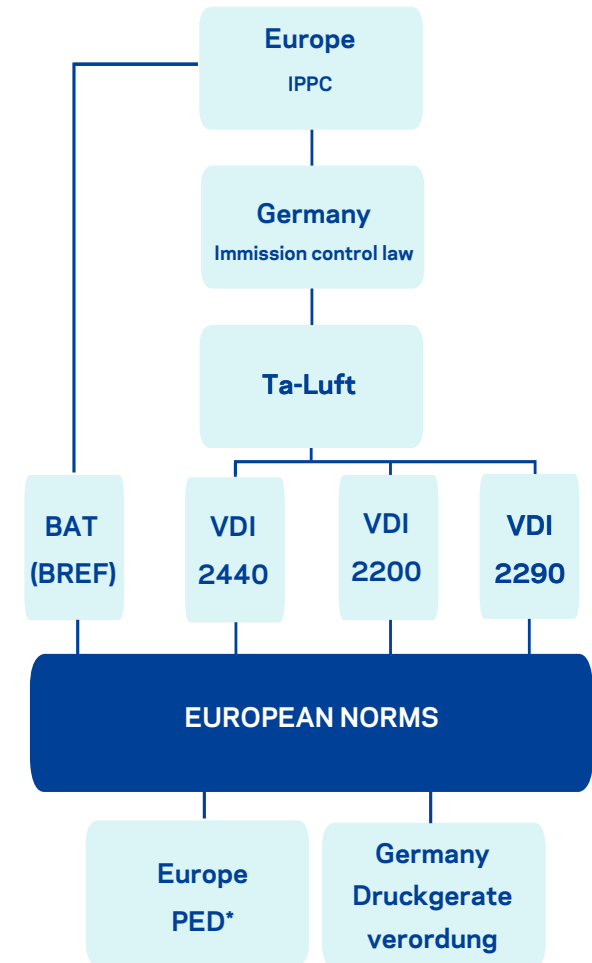 Europe
IPPC
Germany
Immission control law
Ta-Luft
BAT
(BREF)
VDI
2440
VDI
2200
VDI
2290
EUROPEAN NORMS
Europe
PED*
Germany
Druckgerate
verordung